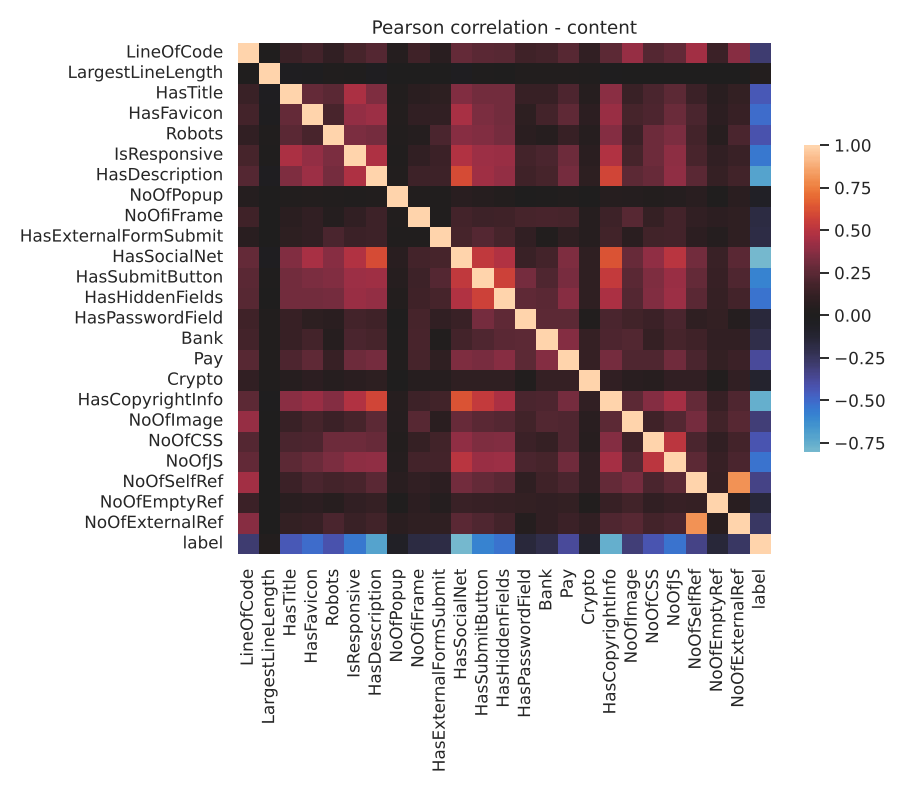 Pearson correlation - content
LineOfCode
LargestLineLength
HasTitle
HasFavicon
Robots
IsResponsive
HasDescription
NoOfPopup
NoOfiFrame
HasExternalFormSubmit
HasSocialNet
HasSubmitButton
HasHiddenFields
HasPasswordField
Bank
Pay
Crypto
HasCopyrightInfo
NoOfImage
NoOfCSS
NoOfJS
NoOfSelfRef
NoOfEmptyRef
NoOfExternalRef
label
LineOfCode
LargestLineLength
HasTitle
HasFavicon
Robots
IsResponsive
HasDescription
NoOfPopup
NoOfiFrame
HasExternalFormSubmit
HasSocialNet
HasSubmitButton
HasHiddenFields
HasPasswordField
Bank
Pay
Crypto
HasCopyrightInfo
NoOfImage
NoOfCSS
NoOfJS
NoOfSelfRef
NoOfEmptyRef
NoOfExternalRef
label
1.00
0.75
0.50
0.25
0.00
−0.25
−0.50
−0.75